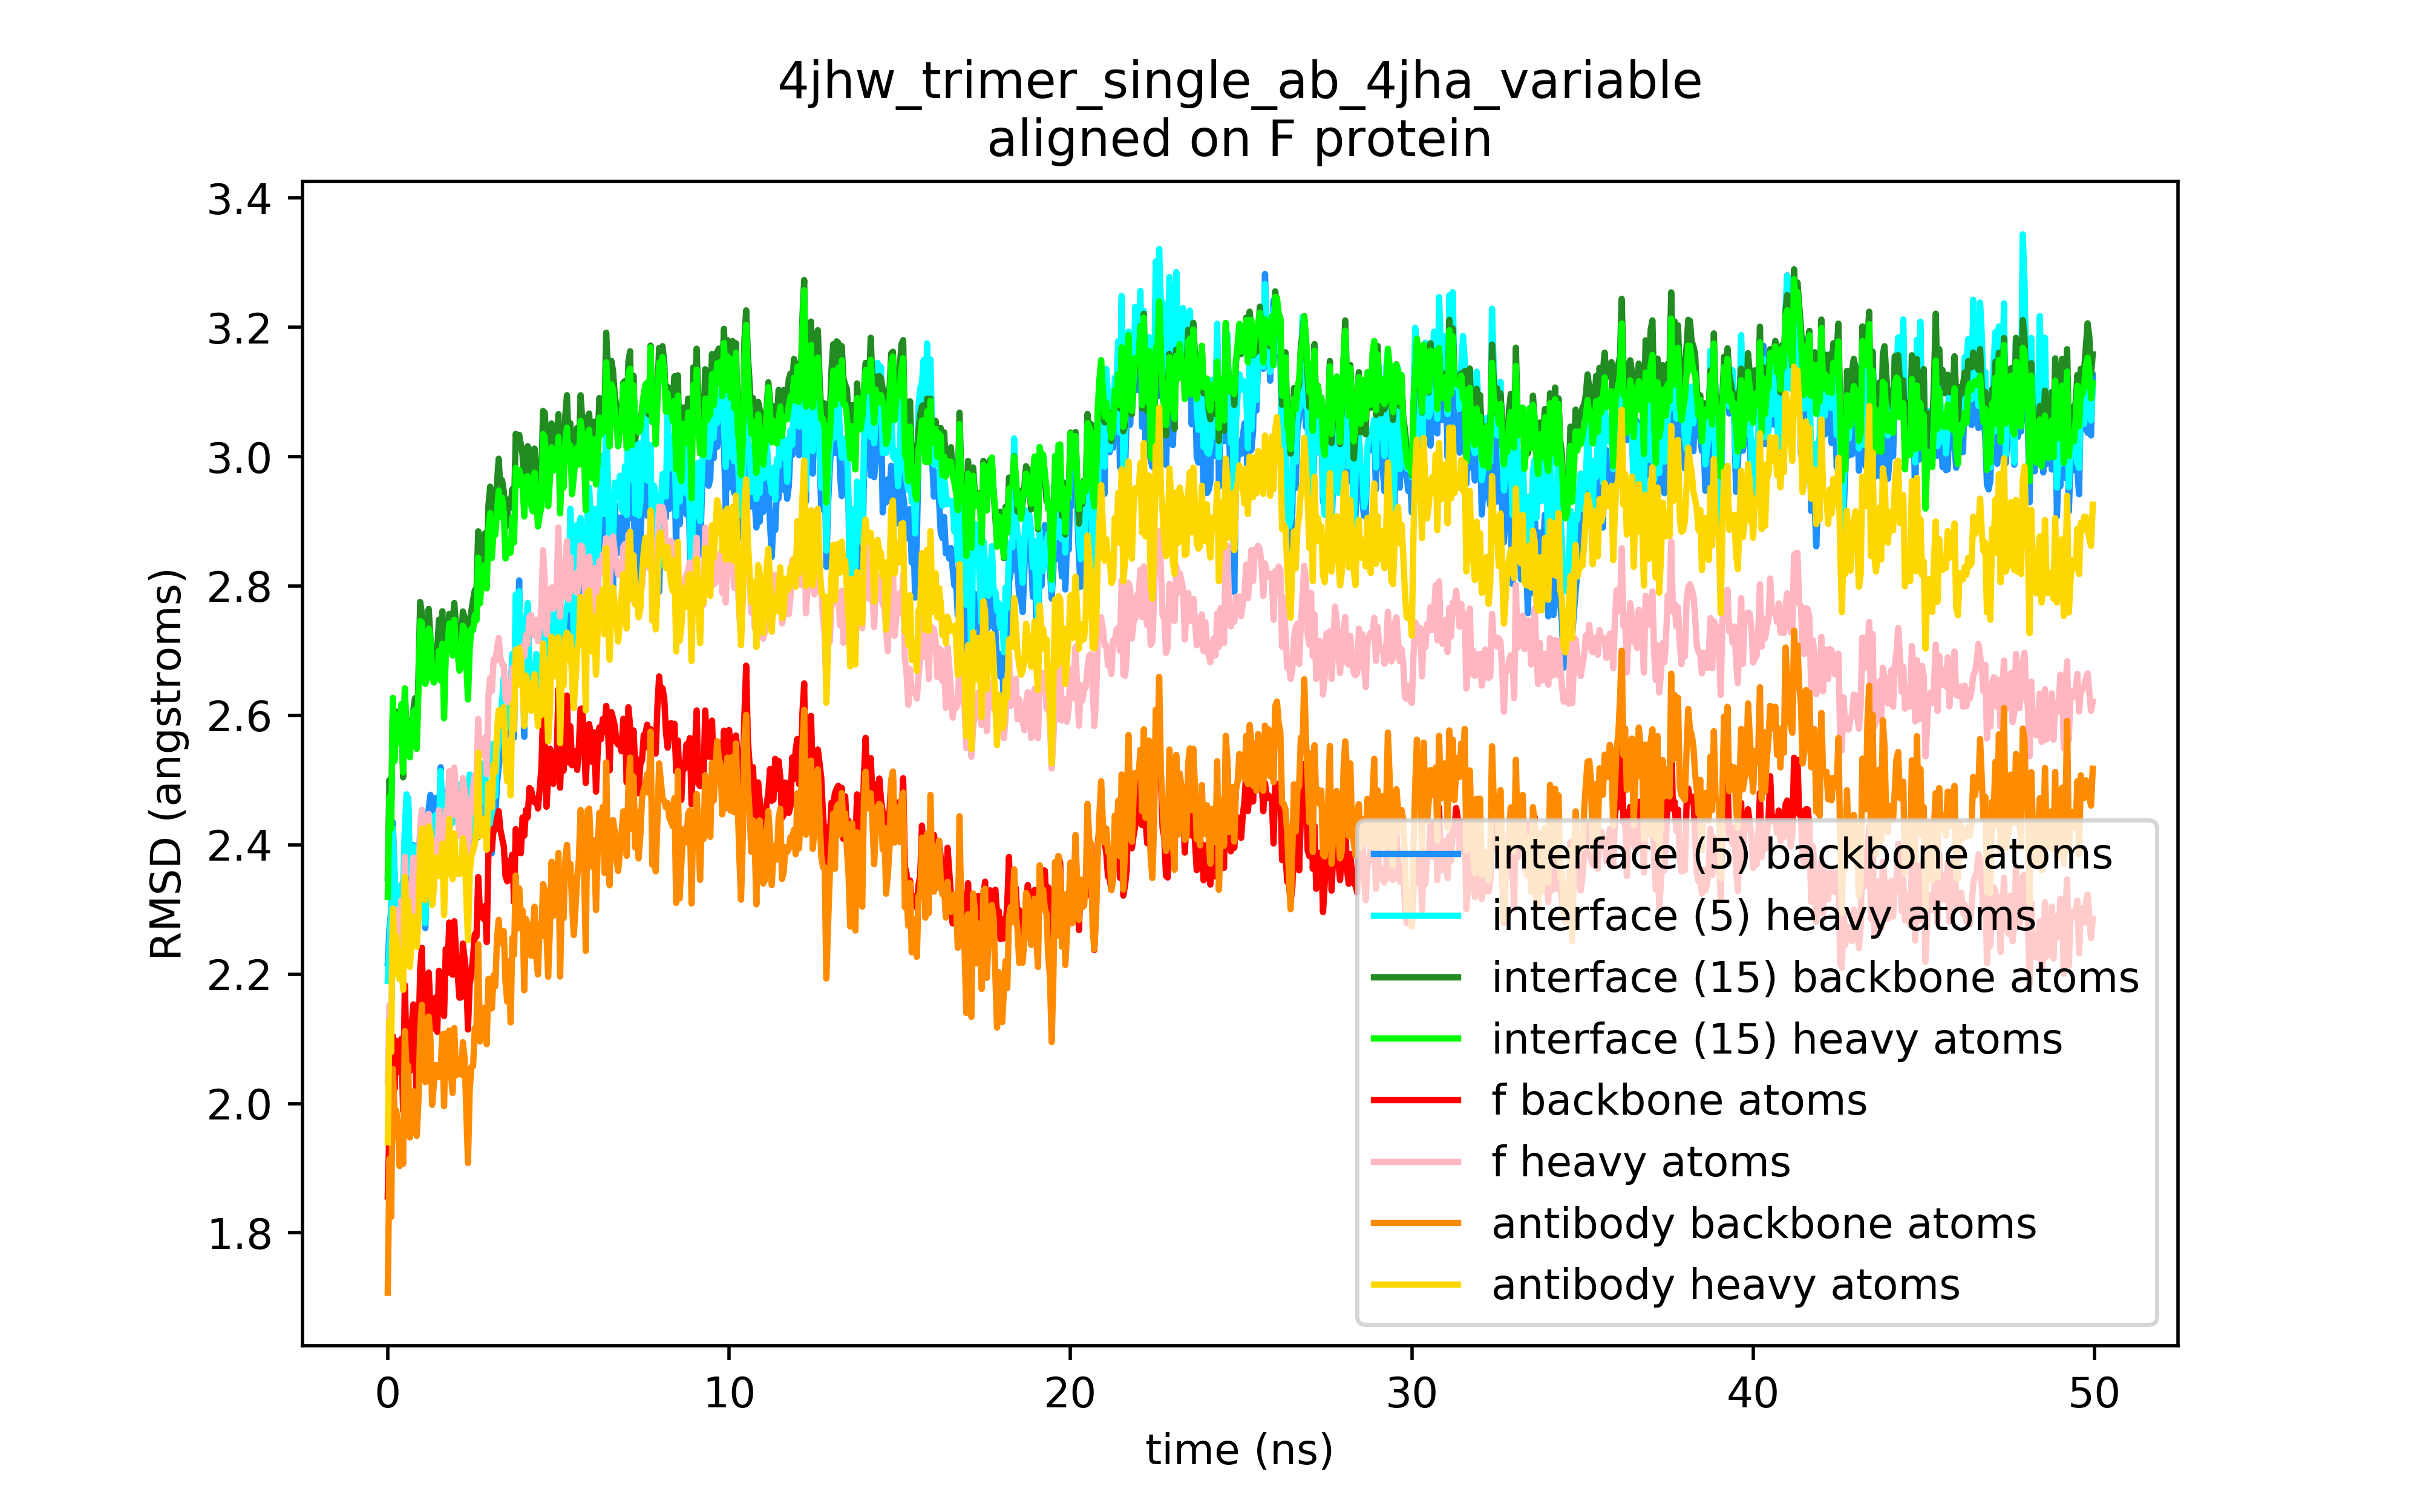 4jhw_trimer_single_ab_4jha_variable
aligned on F protein
RMSD (angstroms)
3.4
3.2
3.0
2.8
2.6
2.4
2.2
2.0
1.8
interface (5) backbone atoms
interface (5) heavy atoms
interface (15) backbone atoms
interface (15) heavy atoms
f backbone atoms
f heavy atoms
antibody backbone atoms
antibody heavy atoms
0
10
20
30
40
50
time (ns)